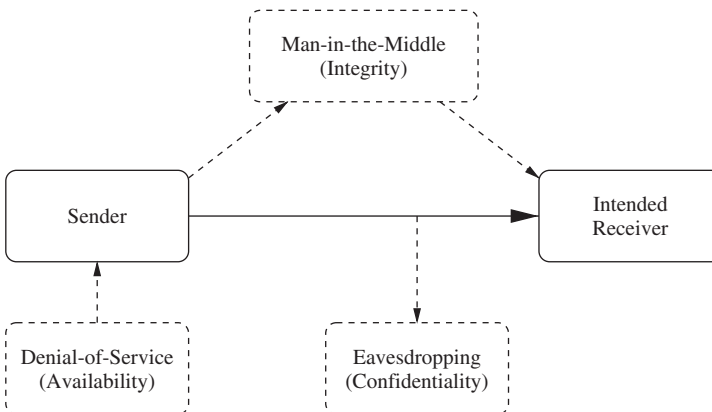 Man-in-the-Middle
(Integrity)
Sender
Intended
Receiver
Denial-of-Service
(Availability)
Eavesdropping
(Confidentiality)